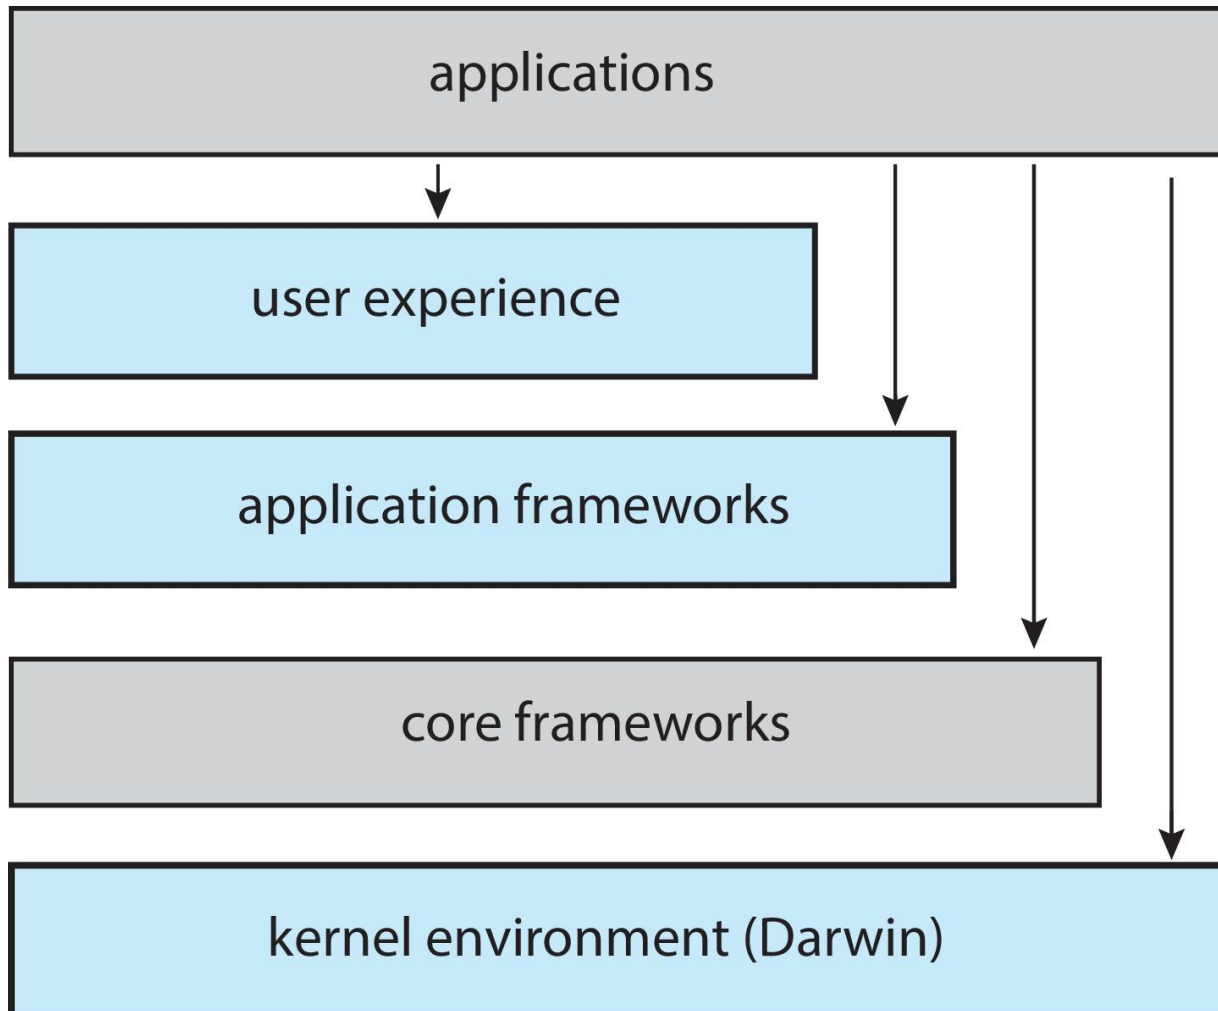 applications
user experience
application frameworks
core frameworks
kernel environment (Darwin)